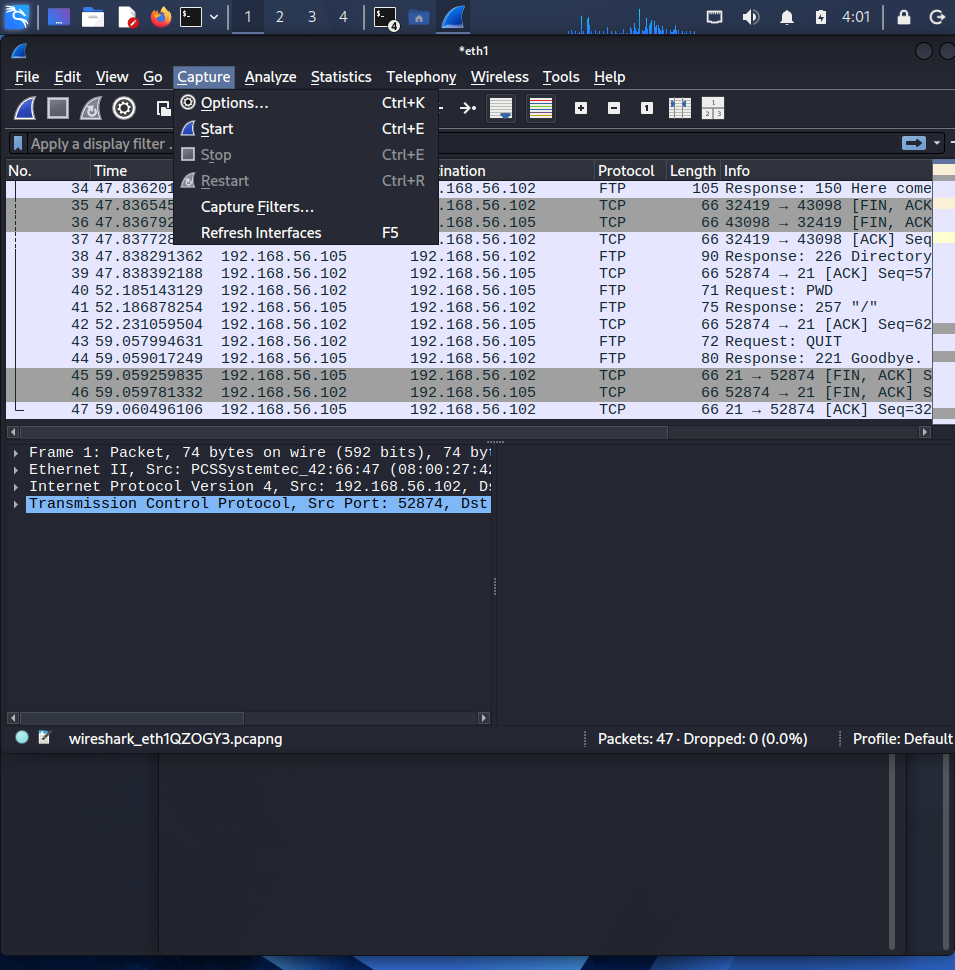 1 2 3 4 4 4:01
*eth1
File Edit View Go Capture Analyze Statistics Telephony Wireless Tools Help
Options... Ctrl+K
Start Ctrl+E
Stop Ctrl+E
Restart Ctrl+R
Capture Filters...
Refresh Interfaces F5
Apply a display filter .
No. Time ination Protocol Length Info
34 47.836201 .168.56.102 FTP 105 Response: 150 Here come
35 47.836545 .168.56.102 TCP 66 32419 → 43098 [FIN, ACK
36 47.836792 .168.56.105 TCP 66 43098 → 32419 [FIN, ACK
37 47.837728 .168.56.102 TCP 66 32419 → 43098 [ACK] Seq
38 47.838291362 192.168.56.105 192.168.56.102 FTP 90 Response: 226 Directory
39 47.838392188 192.168.56.102 192.168.56.105 TCP 66 52874 → 21 [ACK] Seq=57
40 52.185143129 192.168.56.102 192.168.56.105 FTP 71 Request: PWD
41 52.186878254 192.168.56.105 192.168.56.102 FTP 75 Response: 257 "/"
42 52.231059504 192.168.56.102 192.168.56.105 TCP 66 52874 → 21 [ACK] Seq=62
43 59.057994631 192.168.56.102 192.168.56.105 FTP 72 Request: QUIT
44 59.059017249 192.168.56.105 192.168.56.102 FTP 80 Response: 221 Goodbye.
45 59.059259835 192.168.56.105 192.168.56.102 TCP 66 21 → 52874 [FIN, ACK] S
46 59.059781332 192.168.56.102 192.168.56.105 TCP 66 52874 → 21 [FIN, ACK] S
47 59.060496106 192.168.56.105 192.168.56.102 TCP 66 21 → 52874 [ACK] Seq=32
Frame 1: Packet, 74 bytes on wire (592 bits), 74 by
Ethernet II, Src: PCSSystemtec_42:66:47 (08:00:27:42
Internet Protocol Version 4, Src: 192.168.56.102, Ds
Transmission Control Protocol, Src Port: 52874, Dst
wireshark_eth1QZOGY3.pcapng Packets: 47 · Dropped: 0 (0.0%) Profile: Default